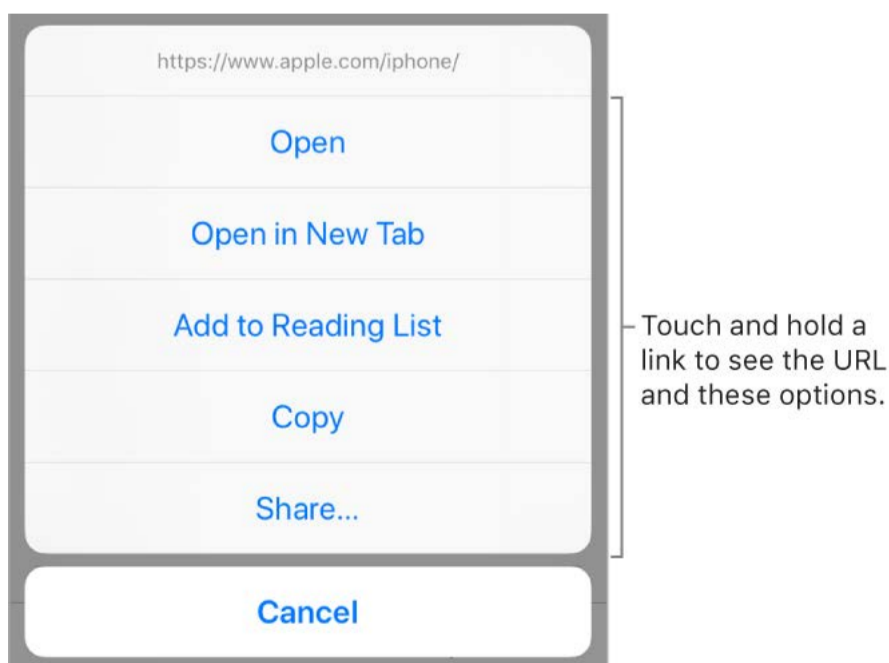 https://www.apple.com/iphone/
Open
Open in New Tab
Add to Reading List
Copy
Share...
Cancel
Touch and hold a
link to see the URL
and these options.